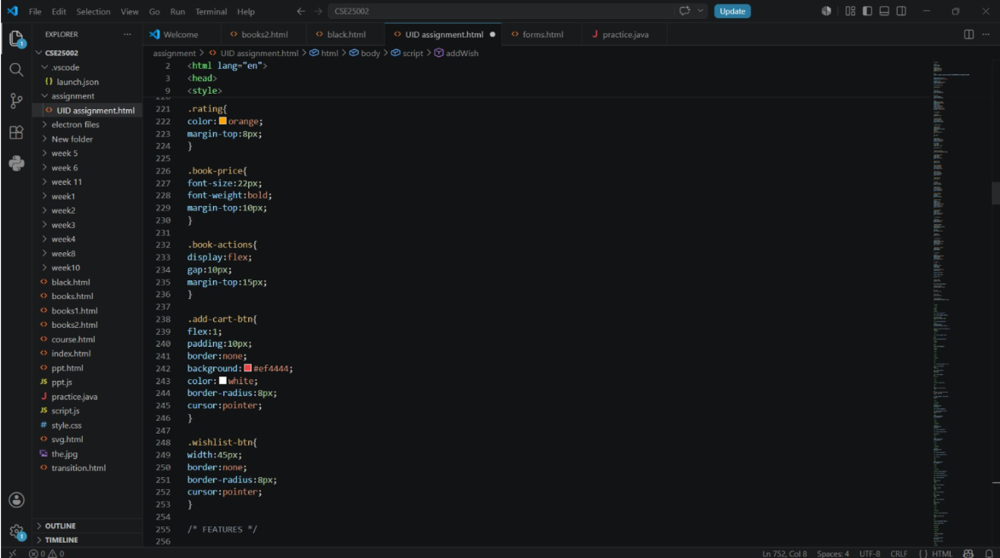 File Edit Selection View Go Run Terminal Help
CSE25002
Update
EXPLORER
Welcome
books2.html
black.html
UID assignment.html
forms.html
J practice.java
CSE25002
.vscode
{} launch.json
assignment
UID assignment.html
electron files
New folder
week 5
week 6
week 11
week1
week2
week3
week4
week8
week10
black.html
books.html
books1.html
books2.html
course.html
index.html
ppt.html
JS ppt.js
J practice.java
JS script.js
# style.css
svg.html
the.jpg
transition.html
OUTLINE
TIMELINE
1
1
assignment > <> UID assignment.html > html > body > script > addWish
2 <html lang="en">
3 <head>
9 <style>
221 .rating{
222 color: orange;
223 margin-top:8px;
224 }
225
226 .book-price{
227 font-size:22px;
228 font-weight:bold;
229 margin-top:10px;
230 }
231
232 .book-actions{
233 display:flex;
234 gap:10px;
235 margin-top:15px;
236 }
237
238 .add-cart-btn{
239 flex:1;
240 padding:10px;
241 border:none;
242 background: #ef4444;
243 color: white;
244 border-radius:8px;
245 cursor:pointer;
246 }
247
248 .wishlist-btn{
249 width:45px;
250 border:none;
251 border-radius:8px;
252 cursor:pointer;
253 }
254
255 /* FEATURES */
256
0 0
Ln 752, Col 8 Spaces: 4 UTF-8 CRLF {} HTML